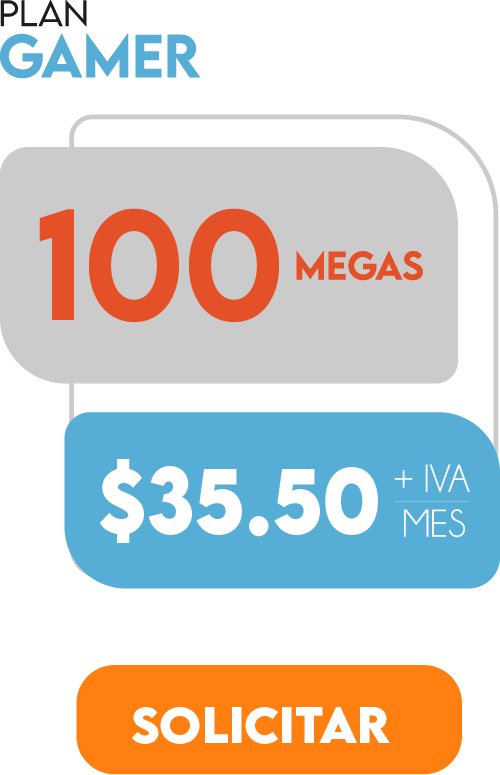 PLAN
GAMER
100 MEGAS
$35.50 + IVA
MES
SOLICITAR